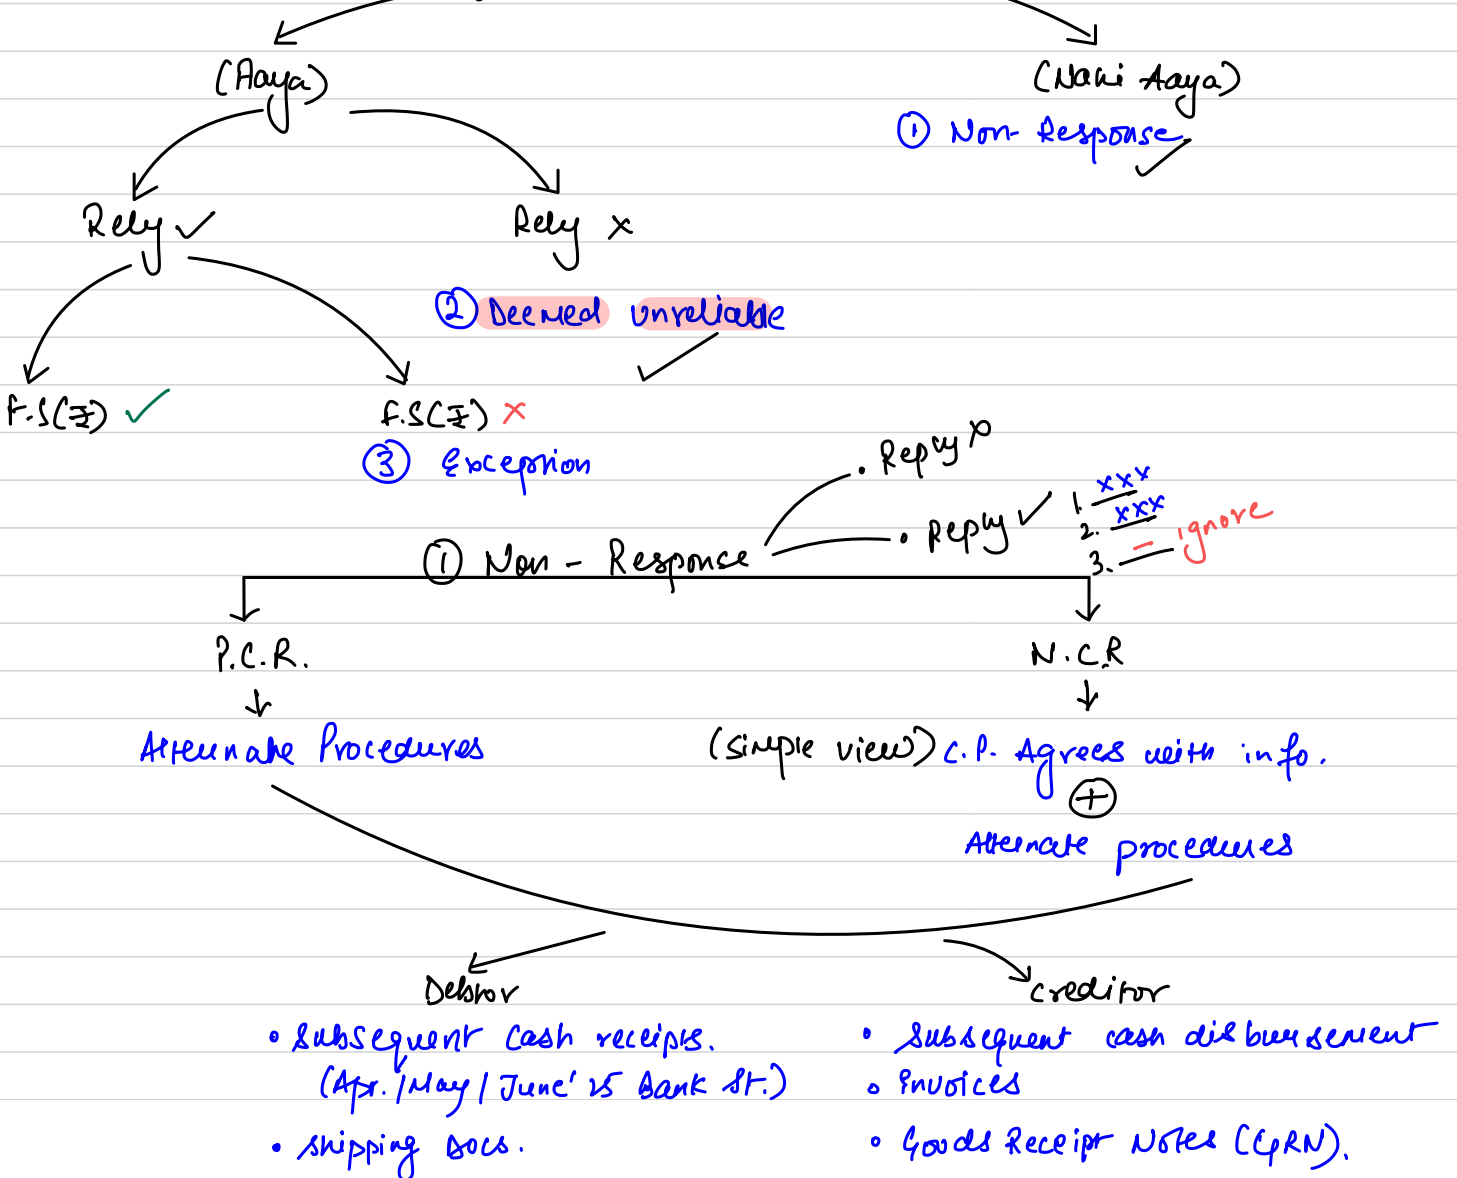 (Aaya) (Nahi Aaya)
① Non-Response
Rely ✓ Rely x
② Deemed unreliable
F.S(₹) ✓ F.S(₹) x
③ Exception
• Reply x
• Reply ✓ 1. xxx
2. xxx
3. – ignore
① Non - Response
P.C.R. N.C.R
Alternate Procedures (simple view) C.P. Agrees with info.
+
Alternate procedures
Debtor Creditor
• Subsequent Cash receipts. • Subsequent cash disbursement
(Apr./May/June'25 Bank St.) • Invoices
• Shipping Docs. • Goods Receipt Notes (GRN).